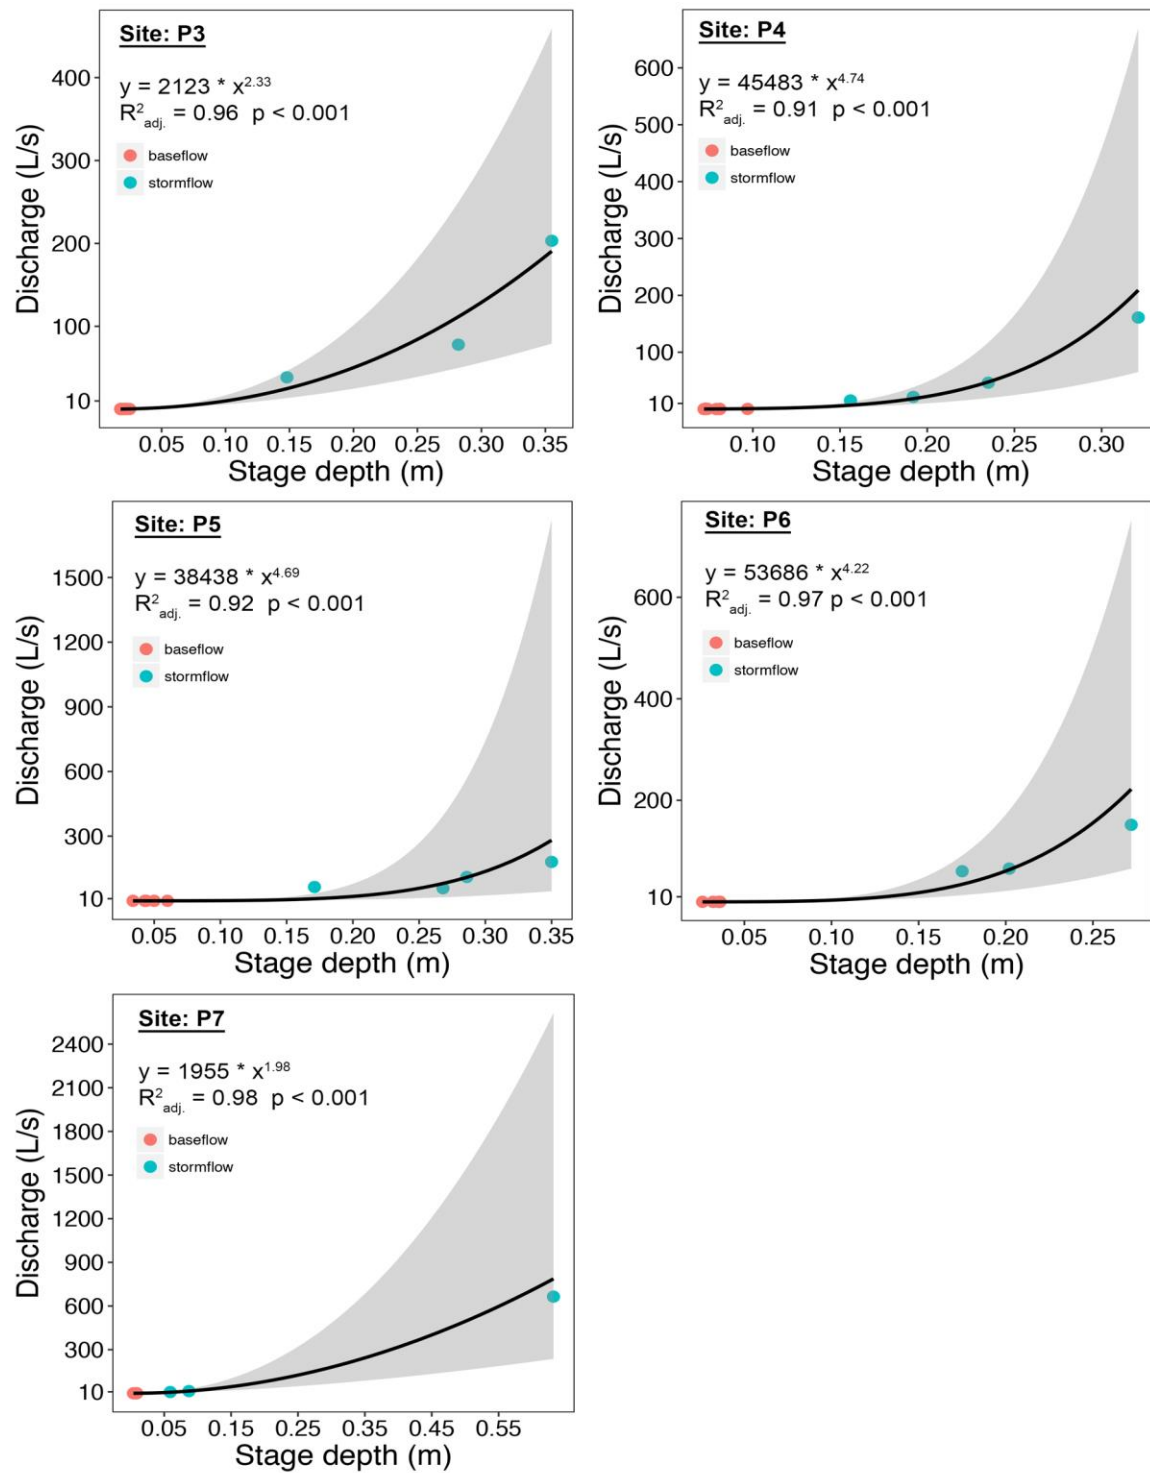 Site: P3
y = 2123 * x^2.33
R²adj. = 0.96 p < 0.001
baseflow
stormflow
Discharge (L/s)
400
300
200
100
10
0.05 0.10 0.15 0.20 0.25 0.30 0.35
Stage depth (m)
Site: P4
y = 45483 * x^4.74
R²adj. = 0.91 p < 0.001
baseflow
stormflow
Discharge (L/s)
600
500
400
300
200
100
10
0.10 0.15 0.20 0.25 0.30
Stage depth (m)
Site: P5
y = 38438 * x^4.69
R²adj. = 0.92 p < 0.001
baseflow
stormflow
Discharge (L/s)
1500
1200
900
600
300
10
0.05 0.10 0.15 0.20 0.25 0.30 0.35
Stage depth (m)
Site: P6
y = 53686 * x^4.22
R²adj. = 0.97 p < 0.001
baseflow
stormflow
Discharge (L/s)
600
400
200
10
0.05 0.10 0.15 0.20 0.25
Stage depth (m)
Site: P7
y = 1955 * x^1.98
R²adj. = 0.98 p < 0.001
baseflow
stormflow
Discharge (L/s)
2400
2100
1800
1500
1200
900
600
300
10
0.05 0.15 0.25 0.35 0.45 0.55
Stage depth (m)